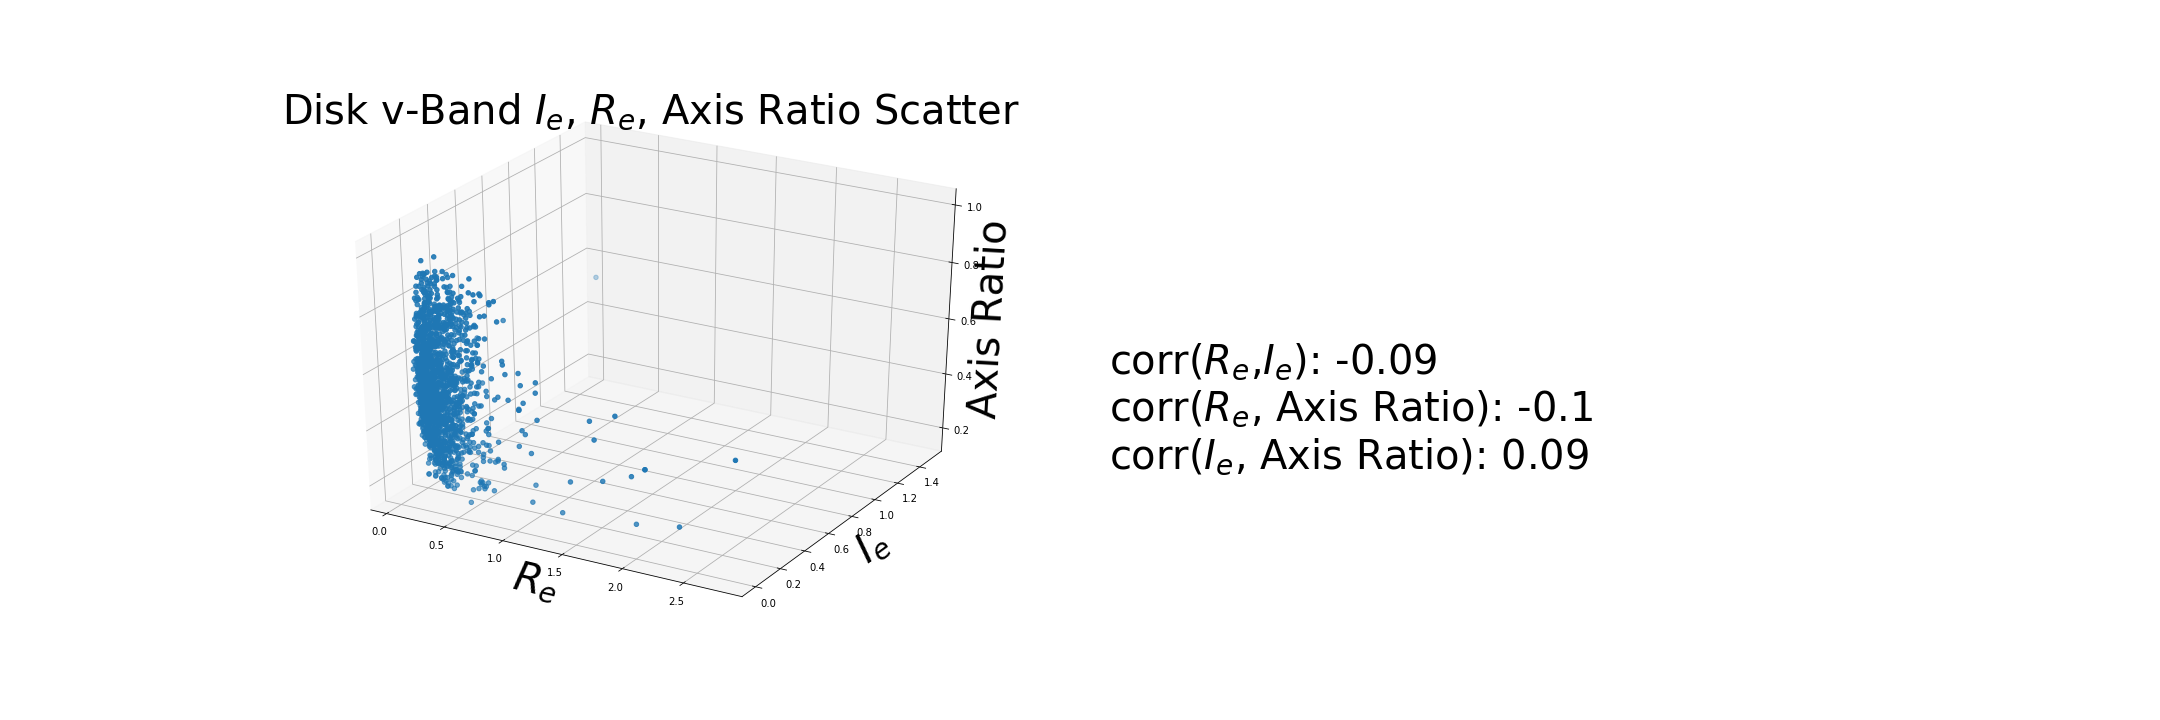 Disk v-Band Ie, Re, Axis Ratio Scatter
1.0
0.8
0.6
0.4
0.2
Axis Ratio
0.0
0.5
1.0
1.5
2.0
2.5
Re
0.0
0.2
0.4
0.6
0.8
1.0
1.2
1.4
Ie
corr(Re,Ie): -0.09
corr(Re, Axis Ratio): -0.1
corr(Ie, Axis Ratio): 0.09